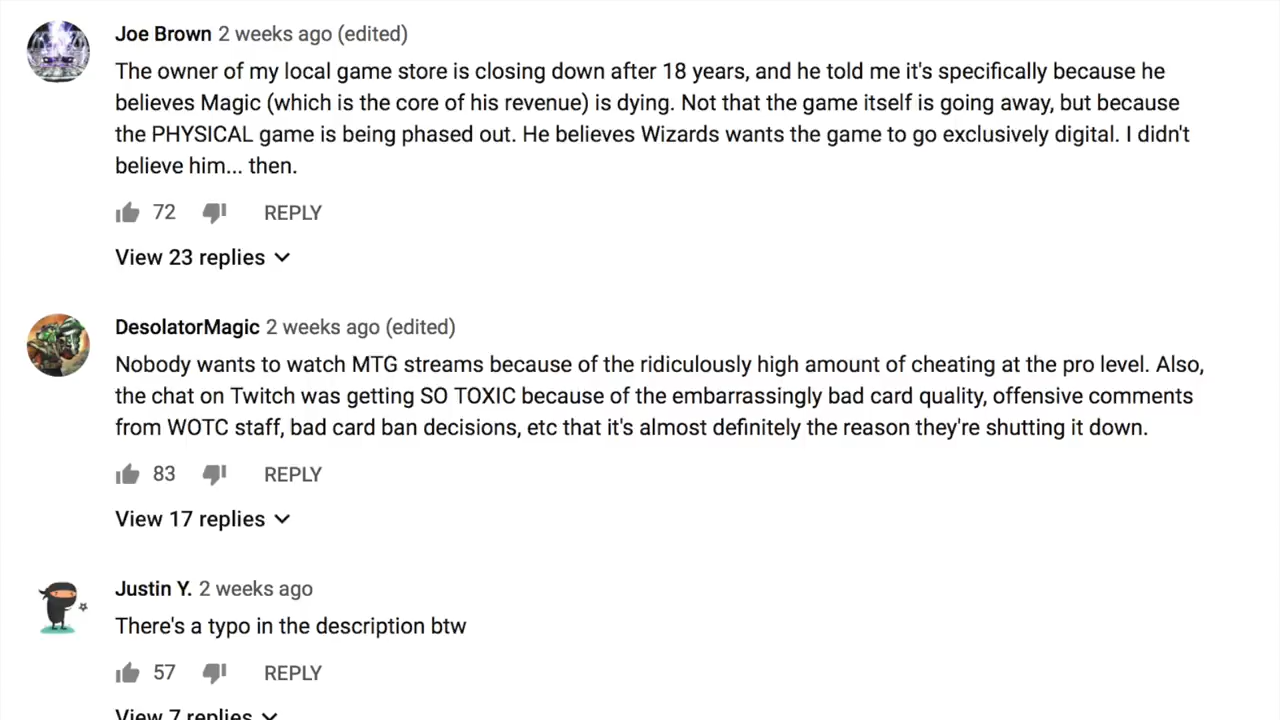 Joe Brown 2 weeks ago (edited)
The owner of my local game store is closing down after 18 years, and he told me it's specifically because he
believes Magic (which is the core of his revenue) is dying. Not that the game itself is going away, but because
the PHYSICAL game is being phased out. He believes Wizards wants the game to go exclusively digital. I didn't
believe him... then.
72 REPLY
View 23 replies
DesolatorMagic 2 weeks ago (edited)
Nobody wants to watch MTG streams because of the ridiculously high amount of cheating at the pro level. Also,
the chat on Twitch was getting SO TOXIC because of the embarrassingly bad card quality, offensive comments
from WOTC staff, bad card ban decisions, etc that it's almost definitely the reason they're shutting it down.
83 REPLY
View 17 replies
Justin Y. 2 weeks ago
There's a typo in the description btw
57 REPLY
View 7 replies